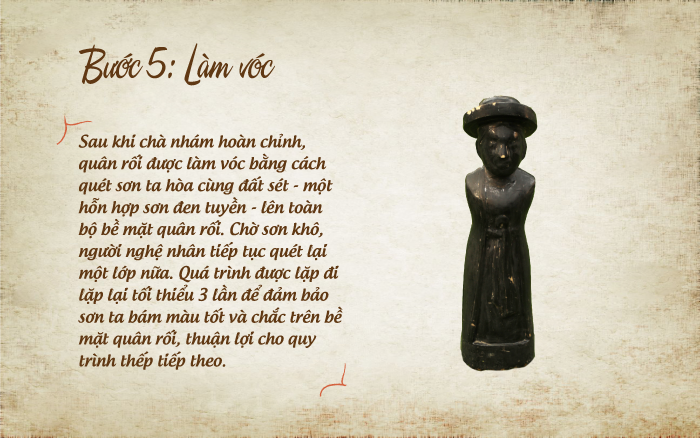 Bước 5: Làm vóc
Sau khi chà nhám hoàn chỉnh,
quân rối được làm vóc bằng cách
quét sơn ta hòa cùng đất sét - một
hỗn hợp sơn đen tuyền - lên toàn
bộ bề mặt quân rối. Chờ sơn khô,
người nghệ nhân tiếp tục quét lại
một lớp nữa. Quá trình được lặp đi
lặp lại tối thiểu 3 lần để đảm bảo
sơn ta bám màu tốt và chắc trên bề
mặt quân rối, thuận lợi cho quy
trình thếp tiếp theo.